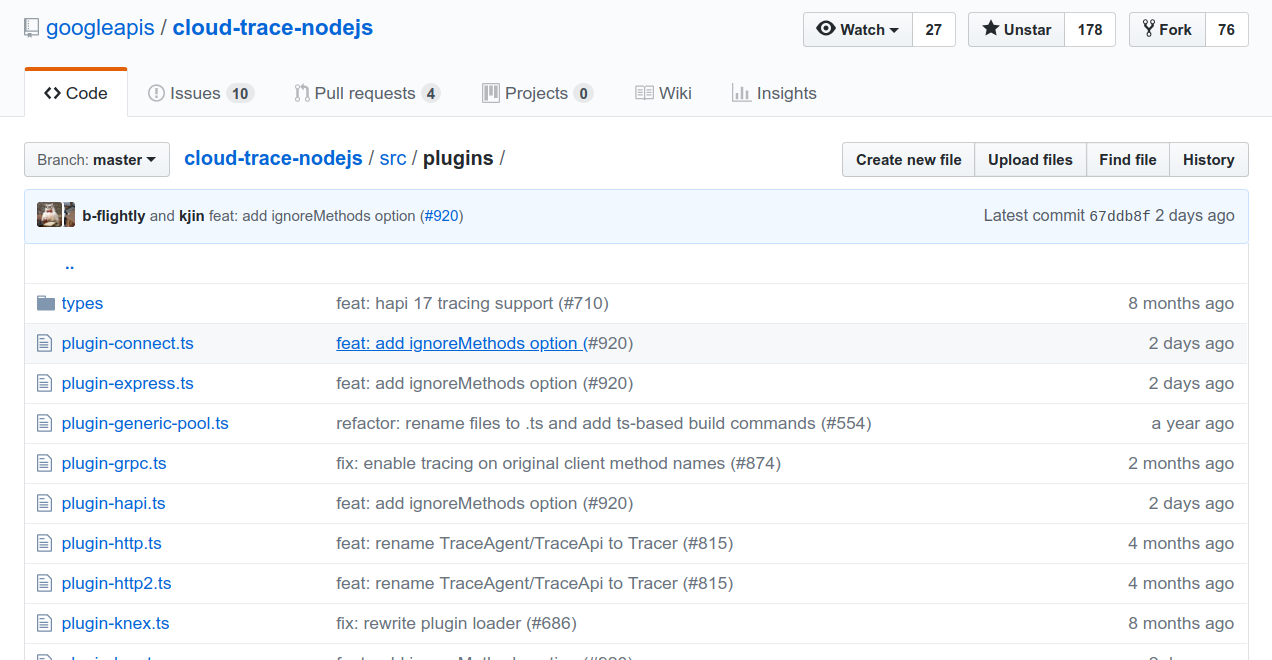 googleapis / cloud-trace-nodejs
Watch 27 Unstar 178 Fork 76
Code Issues 10 Pull requests 4 Projects 0 Wiki Insights
Branch: master cloud-trace-nodejs / src / plugins / Create new file Upload files Find file History
b-flightly and kjin feat: add ignoreMethods option (#920) Latest commit 67ddb8f 2 days ago
..
types feat: hapi 17 tracing support (#710) 8 months ago
plugin-connect.ts feat: add ignoreMethods option (#920) 2 days ago
plugin-express.ts feat: add ignoreMethods option (#920) 2 days ago
plugin-generic-pool.ts refactor: rename files to .ts and add ts-based build commands (#554) a year ago
plugin-grpc.ts fix: enable tracing on original client method names (#874) 2 months ago
plugin-hapi.ts feat: add ignoreMethods option (#920) 2 days ago
plugin-http.ts feat: rename TraceAgent/TraceApi to Tracer (#815) 4 months ago
plugin-http2.ts feat: rename TraceAgent/TraceApi to Tracer (#815) 4 months ago
plugin-knex.ts fix: rewrite plugin loader (#686) 8 months ago